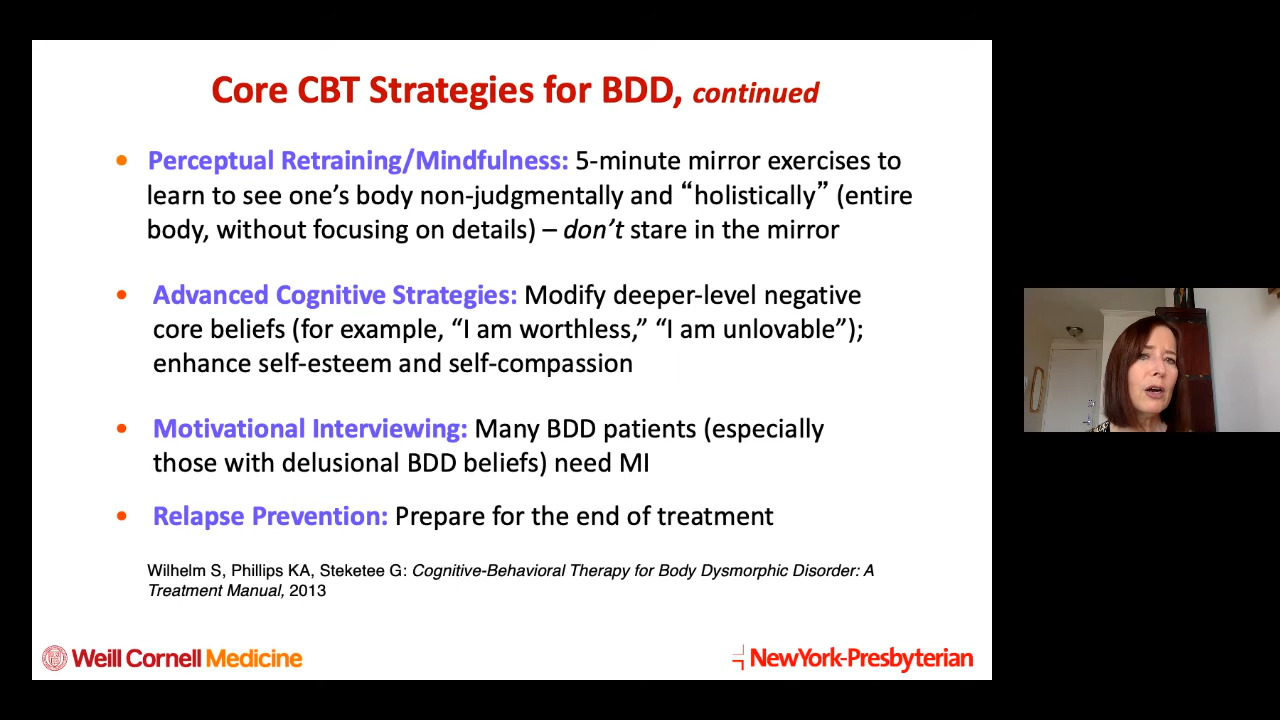 Core CBT Strategies for BDD, continued
• Perceptual Retraining/Mindfulness: 5-minute mirror exercises to
learn to see one’s body non-judgmentally and “holistically” (entire
body, without focusing on details) – don’t stare in the mirror
• Advanced Cognitive Strategies: Modify deeper-level negative
core beliefs (for example, “I am worthless,” “I am unlovable”);
enhance self-esteem and self-compassion
• Motivational Interviewing: Many BDD patients (especially
those with delusional BDD beliefs) need MI
• Relapse Prevention: Prepare for the end of treatment
Wilhelm S, Phillips KA, Steketee G: Cognitive-Behavioral Therapy for Body Dysmorphic Disorder: A
Treatment Manual, 2013
Weill Cornell Medicine
NewYork-Presbyterian